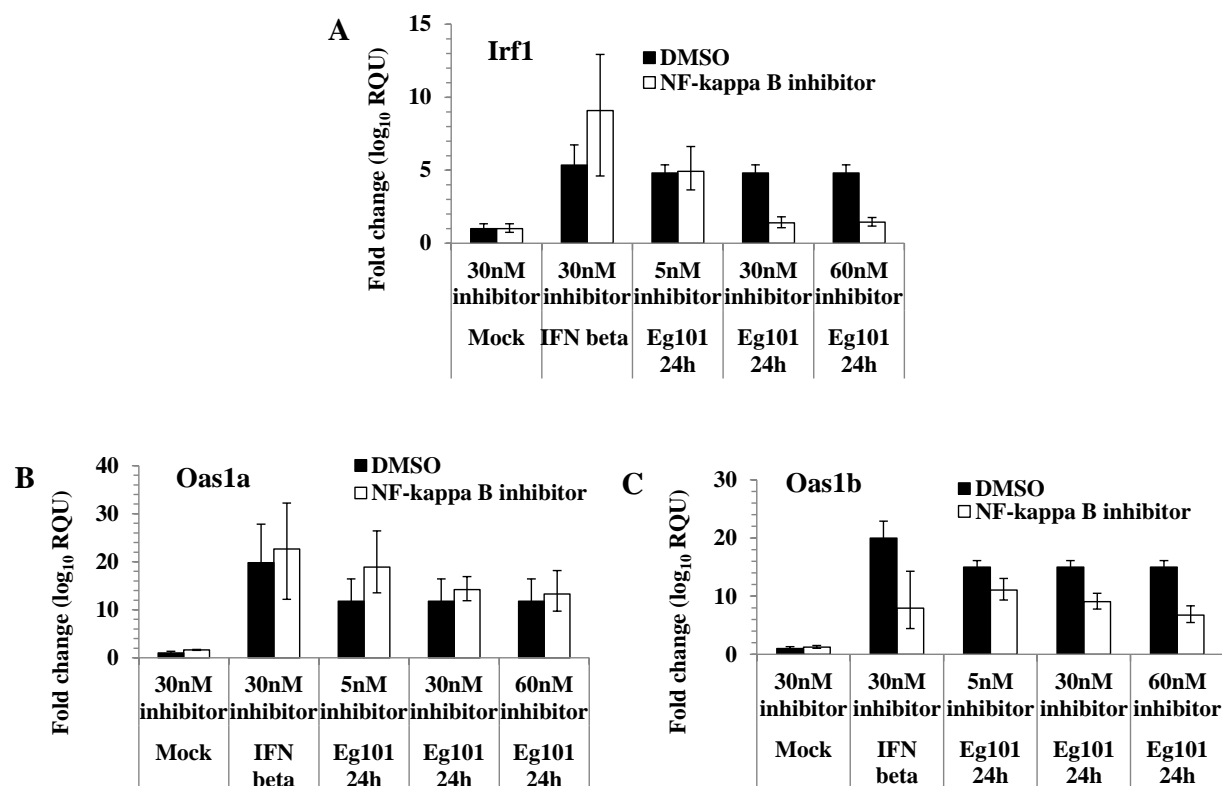 A
Irf1
DMSO
NF-kappa B inhibitor
Fold change (log10 RQU)
15
10
5
0
30nM 30nM 5nM 30nM 60nM
inhibitor inhibitor inhibitor inhibitor inhibitor
Mock IFN beta Eg101 Eg101 Eg101
24h 24h 24h
B
Oas1a
DMSO
NF-kappa B inhibitor
Fold change (log10 RQU)
40
30
20
10
0
30nM 30nM 5nM 30nM 60nM
inhibitor inhibitor inhibitor inhibitor inhibitor
Mock IFN Eg101 Eg101 Eg101
beta 24h 24h 24h
C
Oas1b
DMSO
NF-kappa B inhibitor
Fold change (log10 RQU)
30
20
10
0
30nM 30nM 5nM 30nM 60nM
inhibitor inhibitor inhibitor inhibitor inhibitor
Mock IFN Eg101 Eg101 Eg101
beta 24h 24h 24h